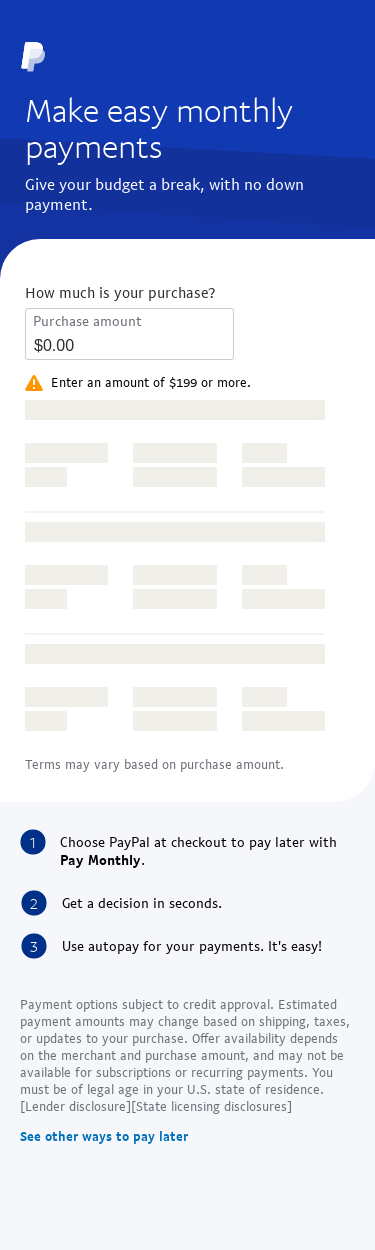 Make easy monthly
payments
Give your budget a break, with no down
payment.
How much is your purchase?
Purchase amount
$0.00
Enter an amount of $199 or more.
Terms may vary based on purchase amount.
1 Choose PayPal at checkout to pay later with
Pay Monthly.
2 Get a decision in seconds.
3 Use autopay for your payments. It's easy!
Payment options subject to credit approval. Estimated
payment amounts may change based on shipping, taxes,
or updates to your purchase. Offer availability depends
on the merchant and purchase amount, and may not be
available for subscriptions or recurring payments. You
must be of legal age in your U.S. state of residence.
[Lender disclosure][State licensing disclosures]
See other ways to pay later